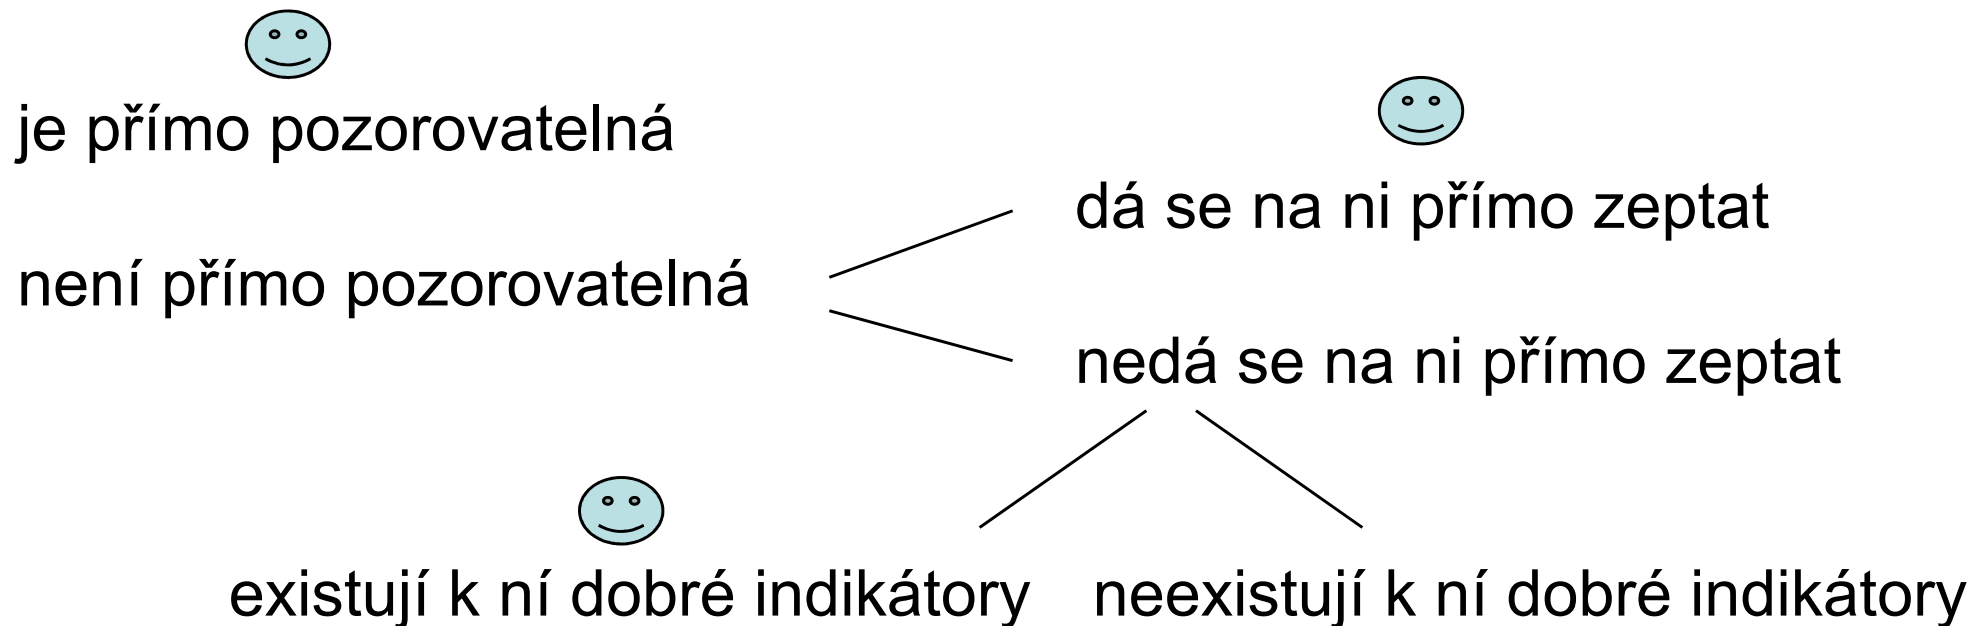 je přímo pozorovatelná
dá se na ni přímo zeptat
není přímo pozorovatelná
nedá se na ni přímo zeptat
existují k ní dobré indikátory
neexistují k ní dobré indikátory